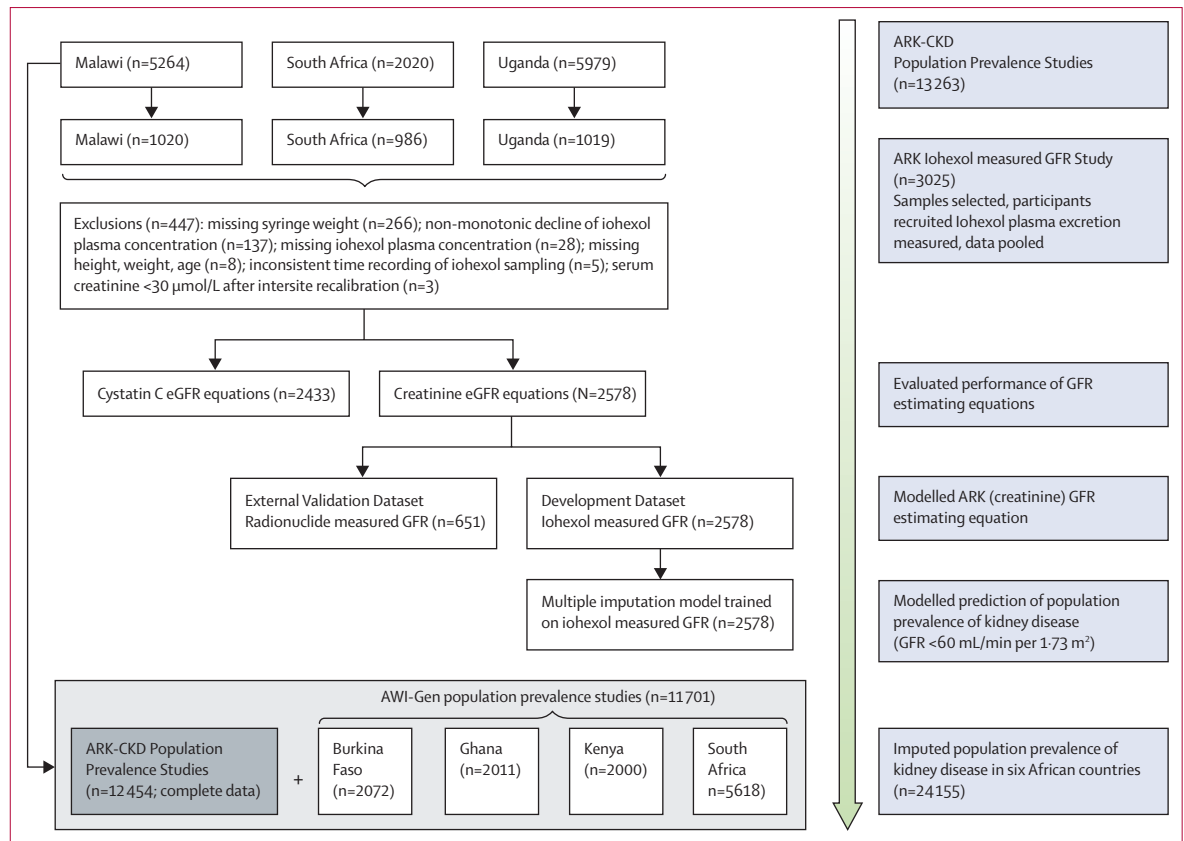 Malawi (n=5264)
South Africa (n=2020)
Uganda (n=5979)
ARK-CKD
Population Prevalence Studies
(n=13 263)
Malawi (n=1020)
South Africa (n=986)
Uganda (n=1019)
ARK Iohexol measured GFR Study
(n=3025)
Samples selected, participants
recruited Iohexol plasma excretion
measured, data pooled
Exclusions (n=447): missing syringe weight (n=266); non-monotonic decline of iohexol
plasma concentration (n=137); missing iohexol plasma concentration (n=28); missing
height, weight, age (n=8); inconsistent time recording of iohexol sampling (n=5); serum
creatinine <30 μmol/L after intersite recalibration (n=3)
Cystatin C eGFR equations (n=2433)
Creatinine eGFR equations (N=2578)
Evaluated performance of GFR
estimating equations
External Validation Dataset
Radionuclide measured GFR (n=651)
Development Dataset
Iohexol measured GFR (n=2578)
Modelled ARK (creatinine) GFR
estimating equation
Multiple imputation model trained
on iohexol measured GFR (n=2578)
Modelled prediction of population
prevalence of kidney disease
(GFR <60 mL/min per 1·73 m²)
AWI-Gen population prevalence studies (n=11 701)
ARK-CKD Population
Prevalence Studies
(n=12 454; complete data)
+
Burkina
Faso
(n=2072)
Ghana
(n=2011)
Kenya
(n=2000)
South
Africa
n=5618)
Imputed population prevalence of
kidney disease in six African countries
(n=24 155)